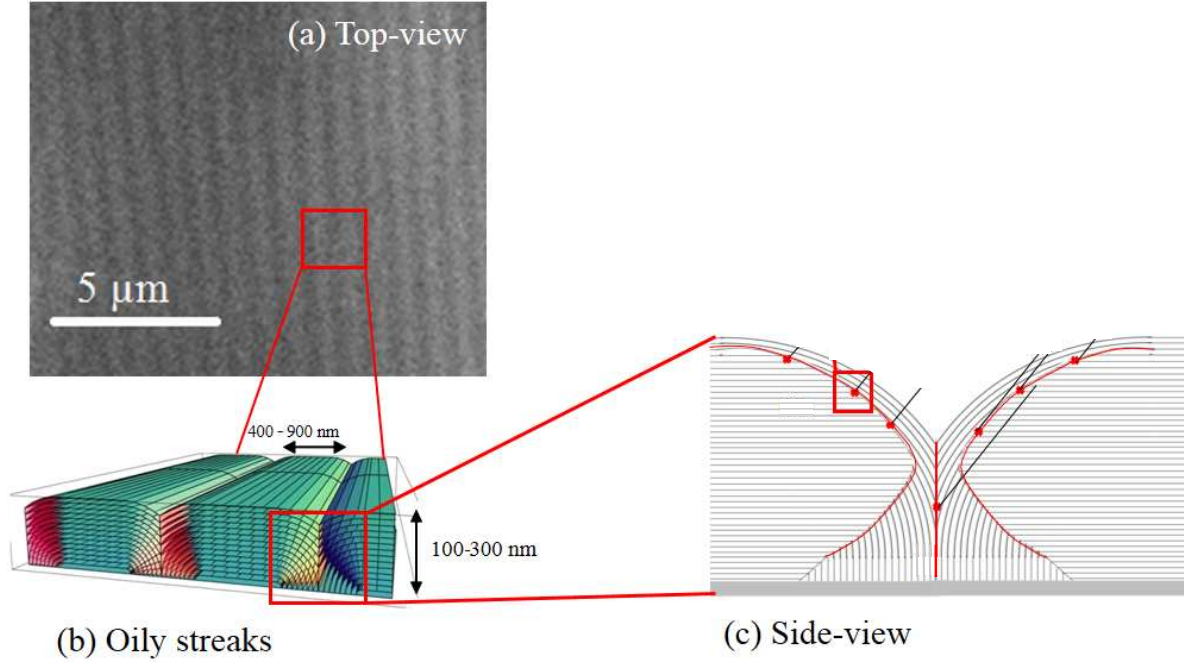 (a) Top-view
5 µm
400 - 900 nm
100-300 nm
(b) Oily streaks
(c) Side-view